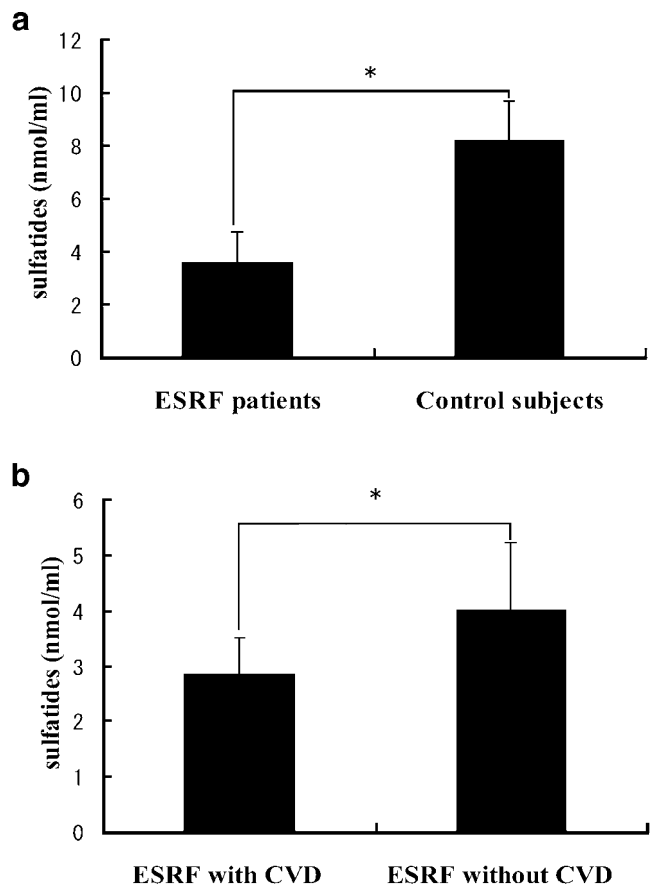 a
sulfatides (nmol/ml)
12
10
8
6
4
2
0
*
ESRF patients
Control subjects
b
sulfatides (nmol/ml)
6
5
4
3
2
1
0
*
ESRF with CVD
ESRF without CVD